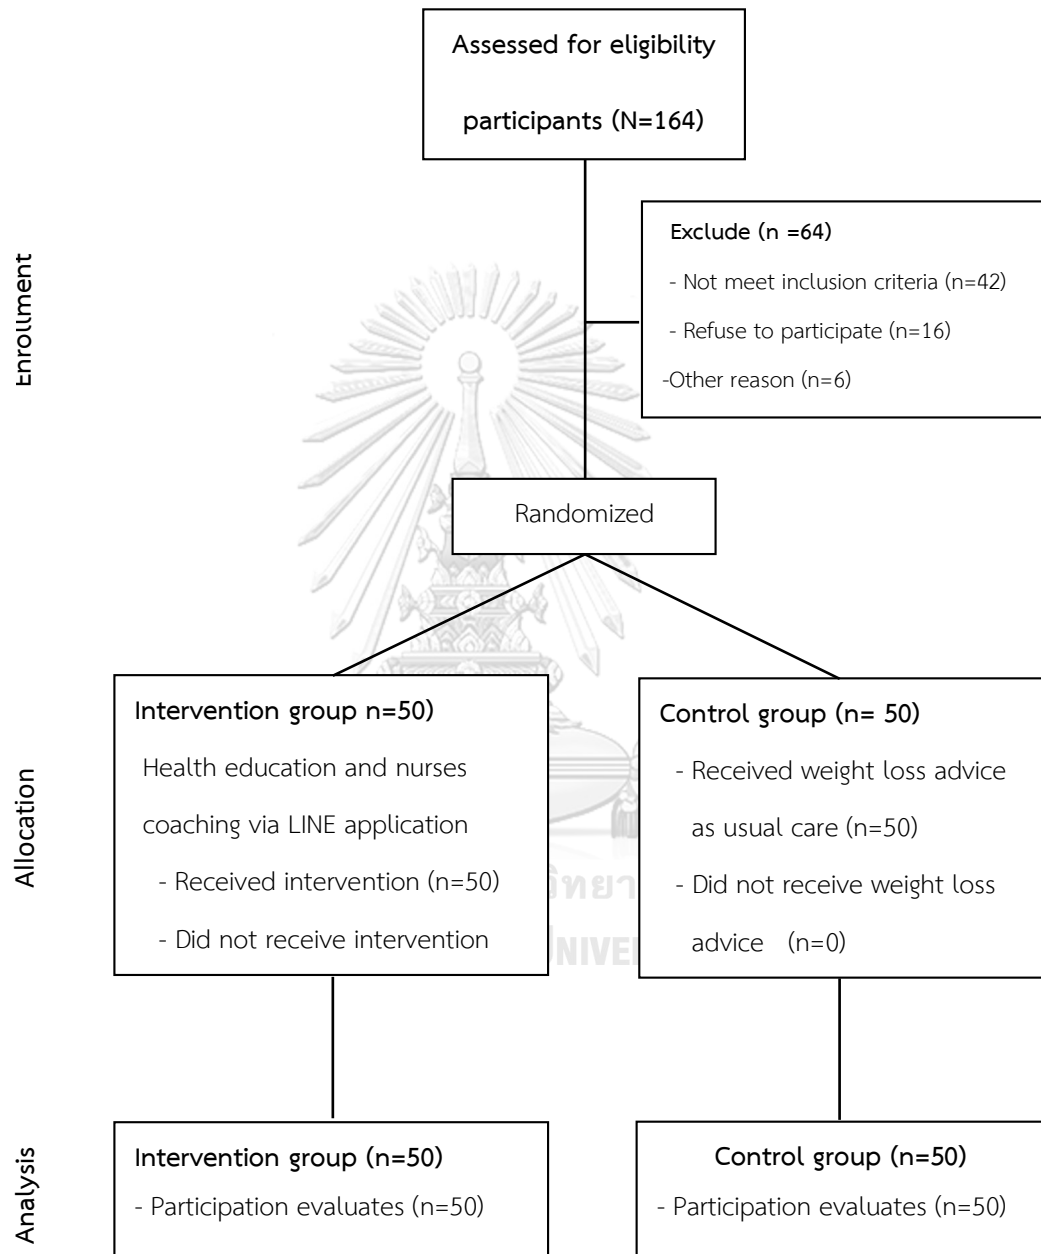 Assessed for eligibility
participants (N=164)
Enrollment
Exclude (n =64)
- Not meet inclusion criteria (n=42)
- Refuse to participate (n=16)
-Other reason (n=6)
Randomized
Allocation
Intervention group n=50)
Health education and nurses
coaching via LINE application
- Received intervention (n=50)
- Did not receive intervention
Control group (n= 50)
- Received weight loss advice
as usual care (n=50)
- Did not receive weight loss
advice (n=0)
Analysis
Intervention group (n=50)
- Participation evaluates (n=50)
Control group (n=50)
- Participation evaluates (n=50)